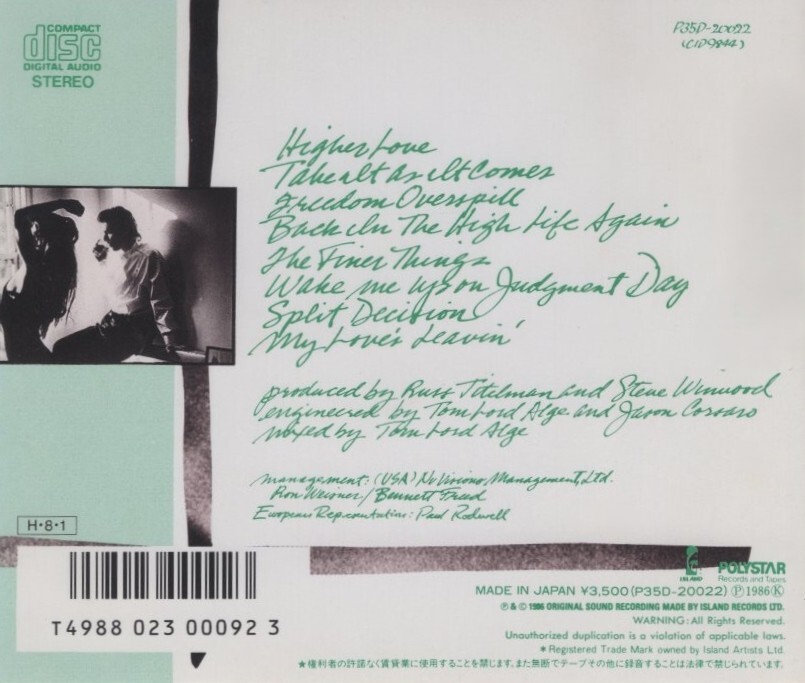 COMPACT
disc
DIGITAL AUDIO
STEREO
P35D-20022
(CID9844)
Higher Love
Take It As It Comes
Freedom Overspill
Back In The High Life Again
The Finer Things
Wake me up on Judgment Day
Split Decision
My Love's Leavin'
produced by Russ Titelman and Steve Winwood
engineered by Tom Lord Alge and Jason Corsaro
mixed by Tom Lord Alge
management: (USA) NuVisions, Management, Ltd.
Ron Weisner / Bennett Freed
European Representation: Paul Rodwell
H・8・1
T4988 023 00092 3
ISLAND
POLYSTAR
Records and Tapes
MADE IN JAPAN ¥3,500(P35D-20022) Ⓟ1986Ⓚ
Ⓟ & © 1986 ORIGINAL SOUND RECORDING MADE BY ISLAND RECORDS LTD.
WARNING: All Rights Reserved.
Unauthorized duplication is a violation of applicable laws.
＊Registered Trade Mark owned by Island Artists Ltd.
★権利者の許諾なく賃貸業に使用することを禁じます。また無断でテープその他に録音することは法律で禁じられています。